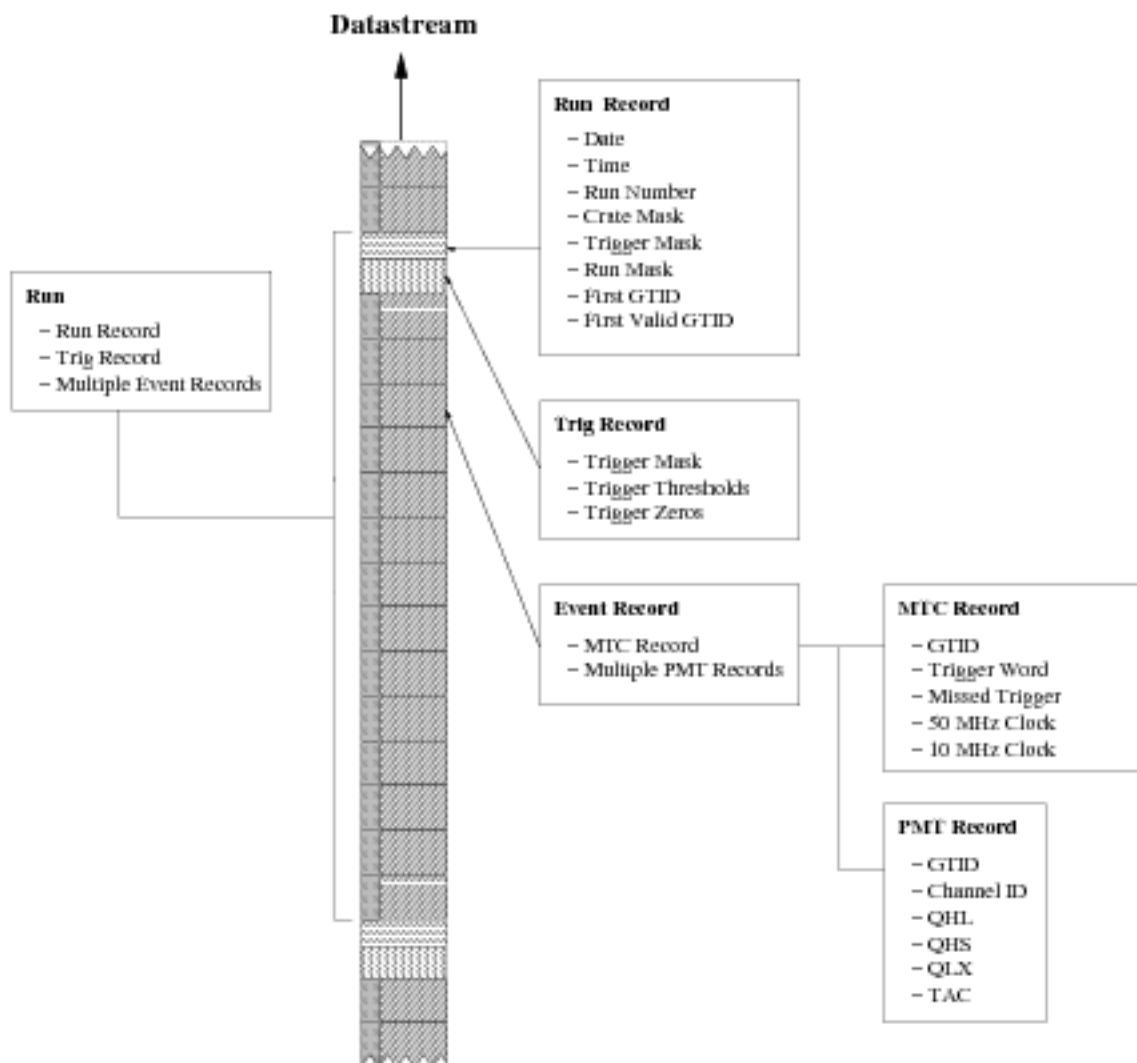 Datastream
Run Record
– Date
– Time
– Run Number
– Crate Mask
– Trigger Mask
– Run Mask
– First GTID
– First Valid GTID
Run
– Run Record
– Trig Record
– Multiple Event Records
Trig Record
– Trigger Mask
– Trigger Thresholds
– Trigger Zeros
Event Record
– MTC Record
– Multiple PMT Records
MTC Record
– GTID
– Trigger Word
– Missed Trigger
– 50 MHz Clock
– 10 MHz Clock
PMT Record
– GTID
– Channel ID
– QHL
– QHS
– QLX
– TAC